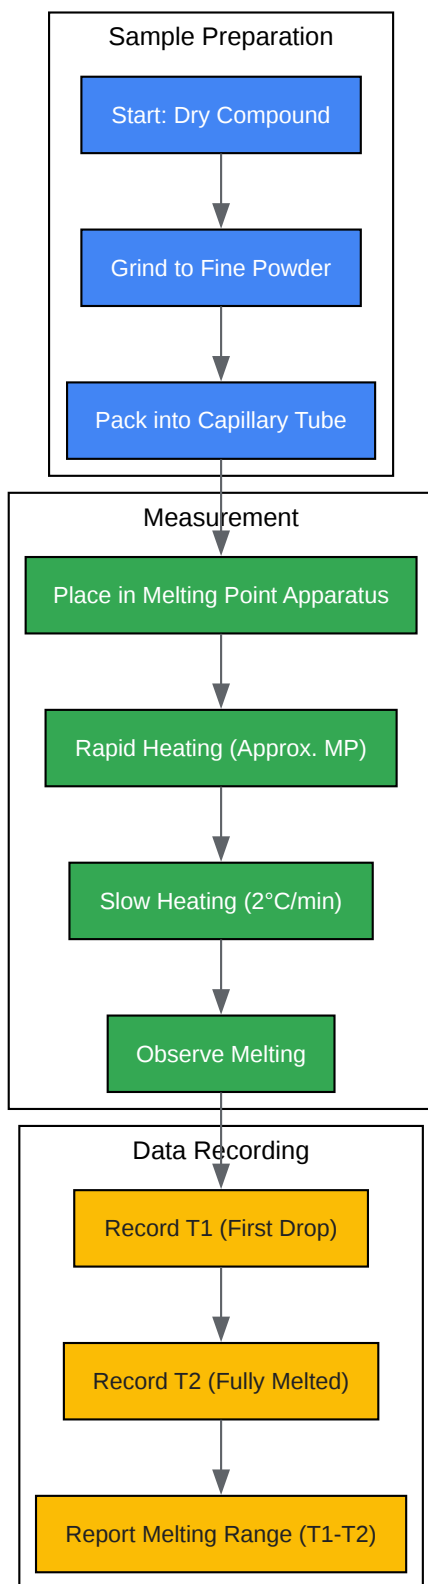 Sample Preparation
Start: Dry Compound
Grind to Fine Powder
Pack into Capillary Tube
Measurement
Place in Melting Point Apparatus
Rapid Heating (Approx. MP)
Slow Heating (2°C/min)
Observe Melting
Data Recording
Record T1 (First Drop)
Record T2 (Fully Melted)
Report Melting Range (T1-T2)